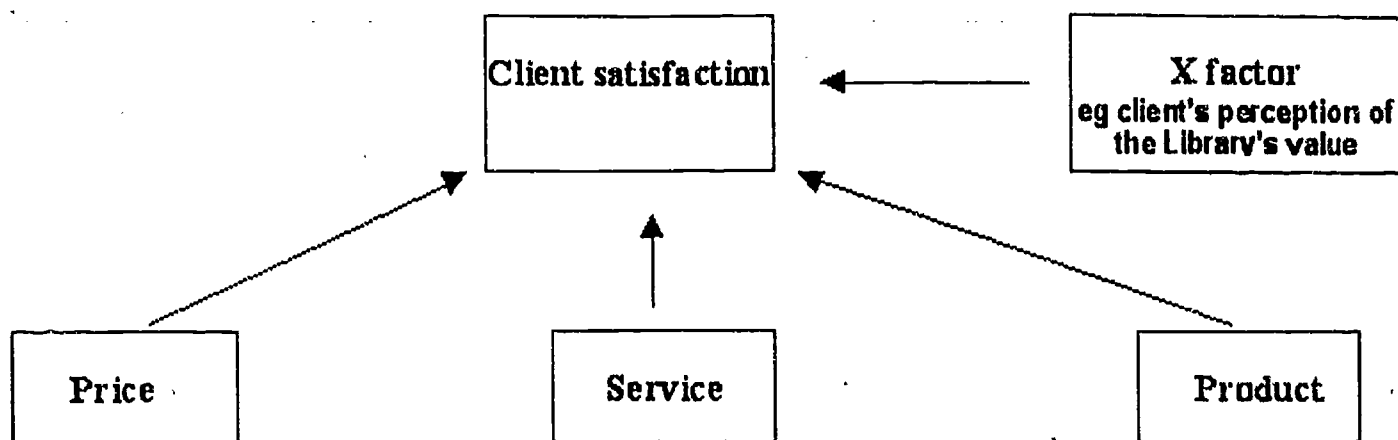 Client satisfaction
X factor
eg client's perception of
the Library's value
Price
Service
Product